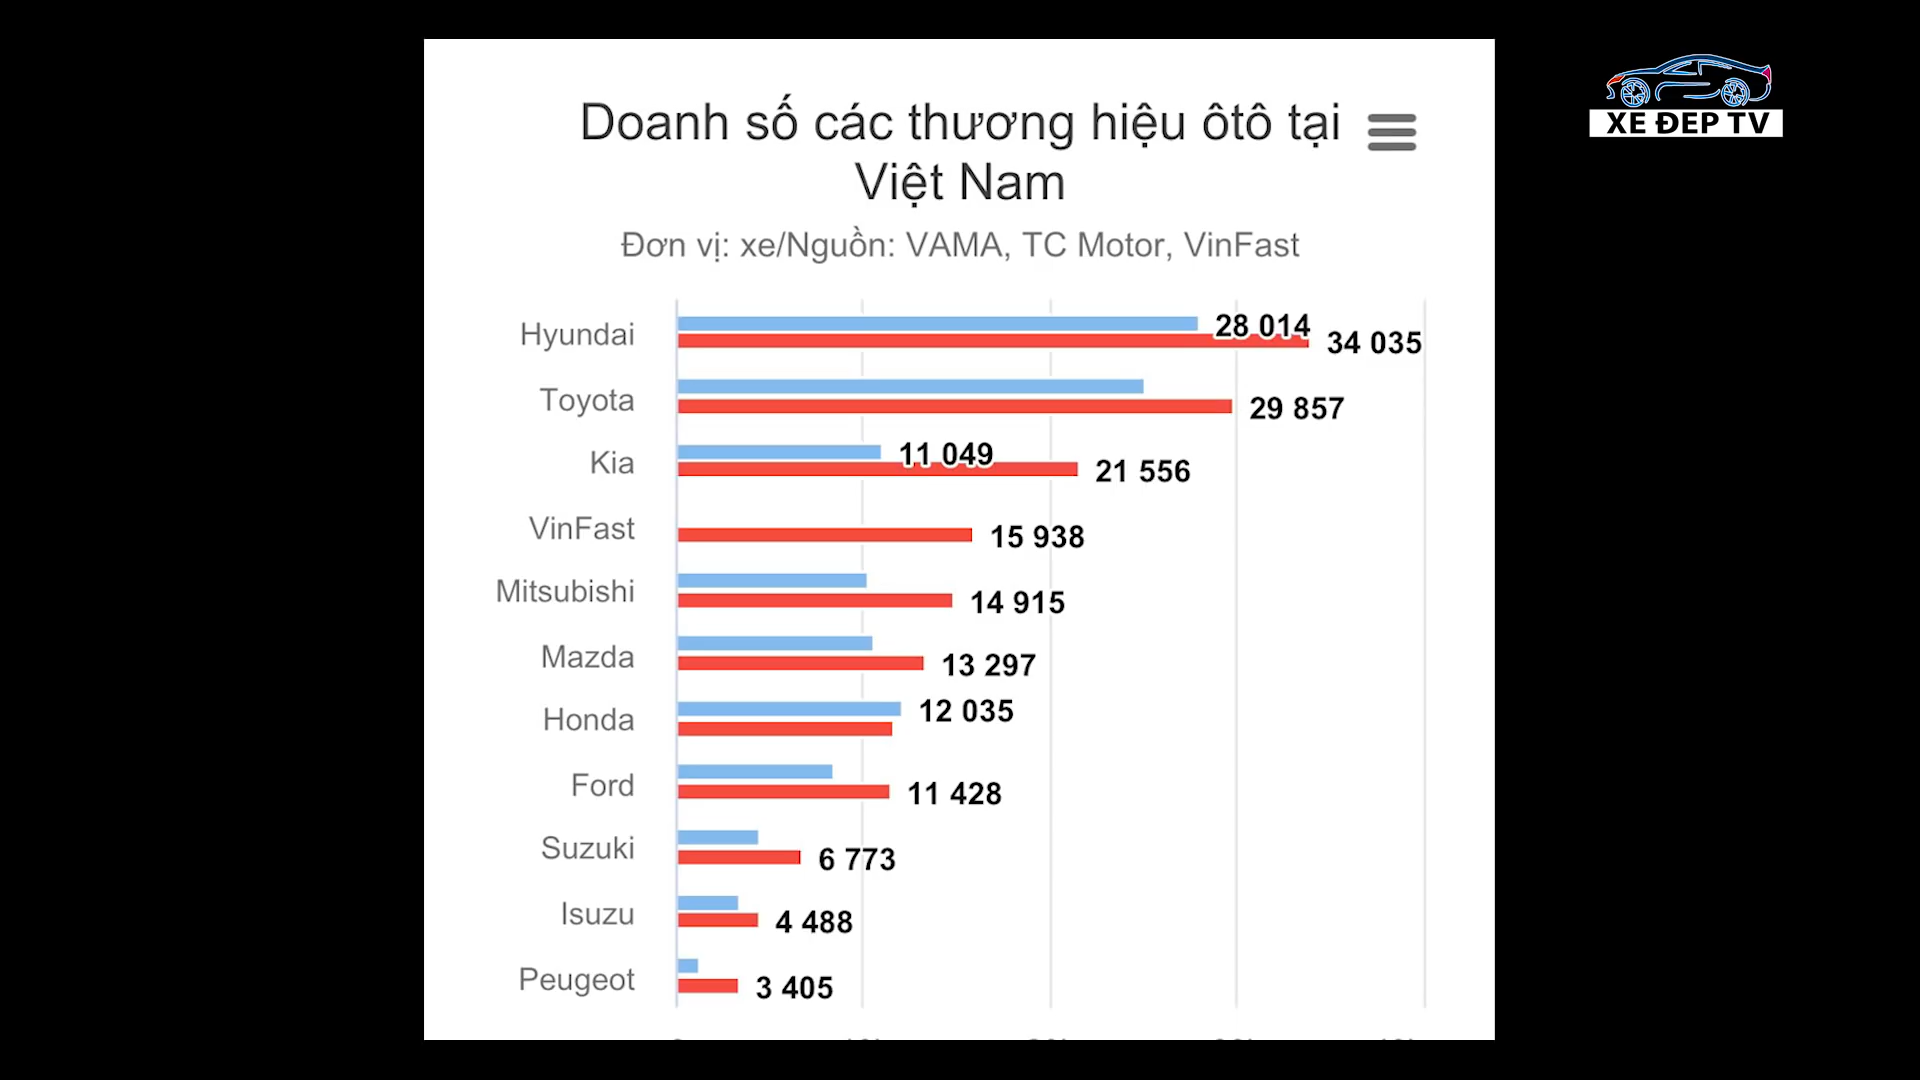 XE ĐẸP TV
Doanh số các thương hiệu ôtô tại
Việt Nam
Đơn vị: xe/Nguồn: VAMA, TC Motor, VinFast
Hyundai 28 014
34 035
Toyota 29 857
Kia 11 049
21 556
VinFast 15 938
Mitsubishi 14 915
Mazda 13 297
Honda 12 035
Ford 11 428
Suzuki 6 773
Isuzu 4 488
Peugeot 3 405